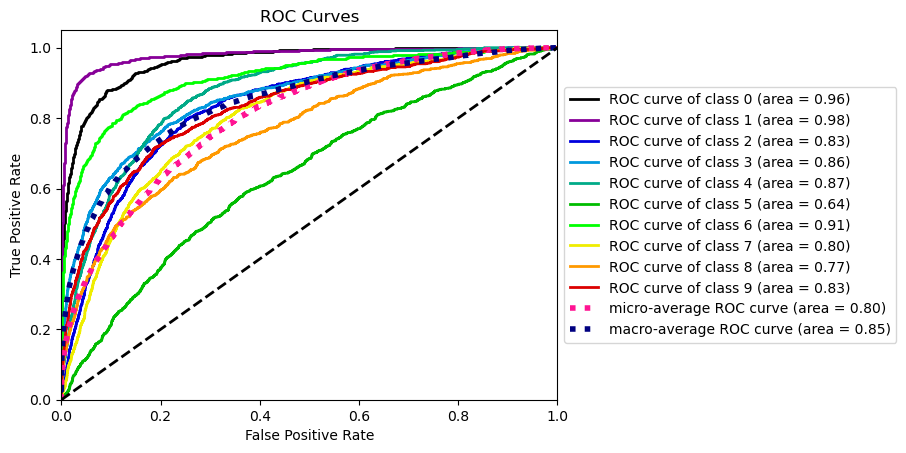 ROC Curves
True Positive Rate
1.0
0.8
0.6
0.4
0.2
0.0
0.0 0.2 0.4 0.6 0.8 1.0
False Positive Rate
ROC curve of class 0 (area = 0.96)
ROC curve of class 1 (area = 0.98)
ROC curve of class 2 (area = 0.83)
ROC curve of class 3 (area = 0.86)
ROC curve of class 4 (area = 0.87)
ROC curve of class 5 (area = 0.64)
ROC curve of class 6 (area = 0.91)
ROC curve of class 7 (area = 0.80)
ROC curve of class 8 (area = 0.77)
ROC curve of class 9 (area = 0.83)
micro-average ROC curve (area = 0.80)
macro-average ROC curve (area = 0.85)